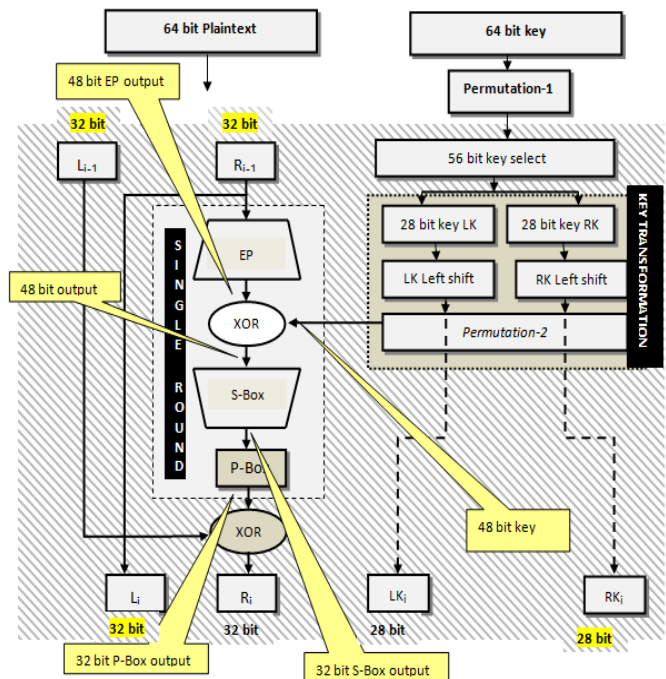 64 bit Plaintext
64 bit key
48 bit EP output
Permutation-1
32 bit
32 bit
Li-1
Ri-1
56 bit key select
KEY TRANSFORMATION
28 bit key LK
28 bit key RK
SINGLE ROUND
EP
LK Left shift
RK Left shift
48 bit output
XOR
Permutation-2
S-Box
P-Box
XOR
48 bit key
Li
Ri
LKi
RKi
32 bit
32 bit
28 bit
28 bit
32 bit P-Box output
32 bit S-Box output